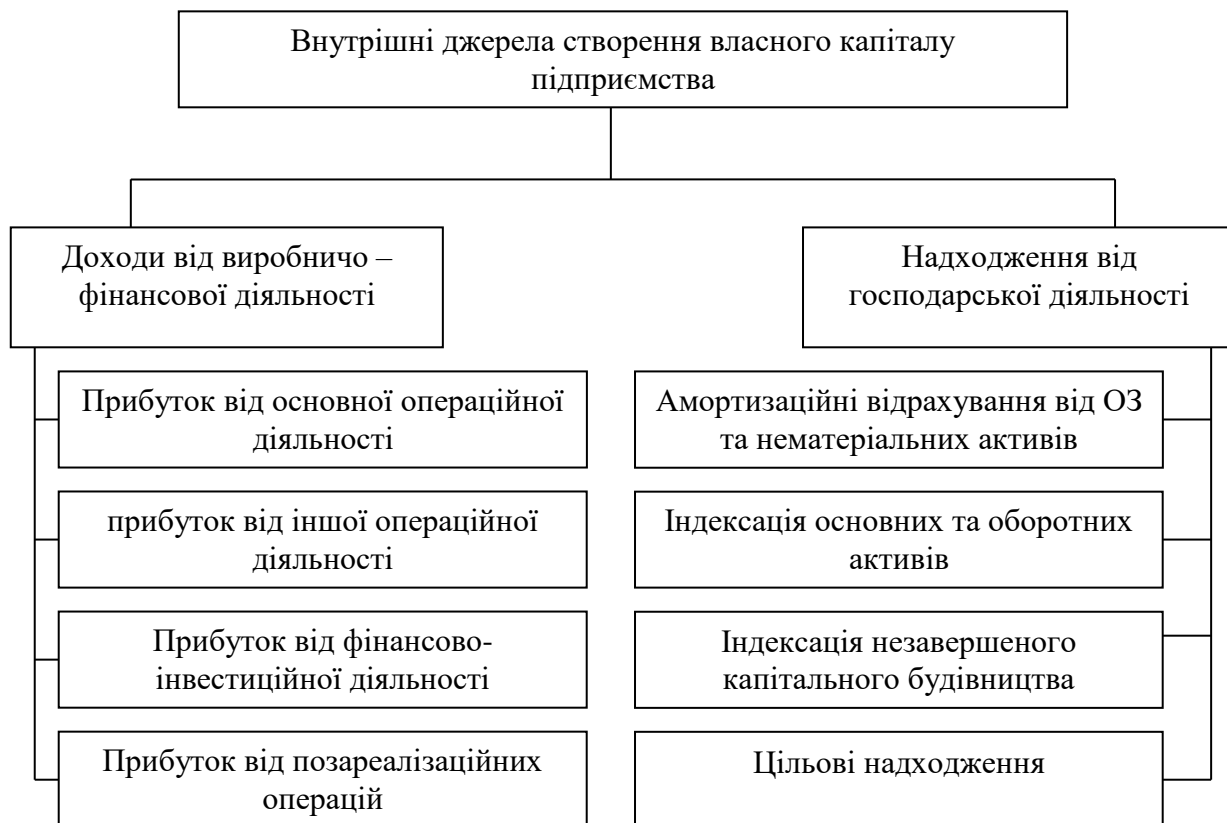 Внутрішні джерела створення власного капіталу
підприємства
Доходи від виробничо –
фінансової діяльності
Прибуток від основної операційної
діяльності
прибуток від іншої операційної
діяльності
Прибуток від фінансово-
інвестиційної діяльності
Прибуток від позареалізаційних
операцій
Надходження від
господарської діяльності
Амортизаційні відрахування від ОЗ
та нематеріальних активів
Індексація основних та оборотних
активів
Індексація незавершеного
капітального будівництва
Цільові надходження